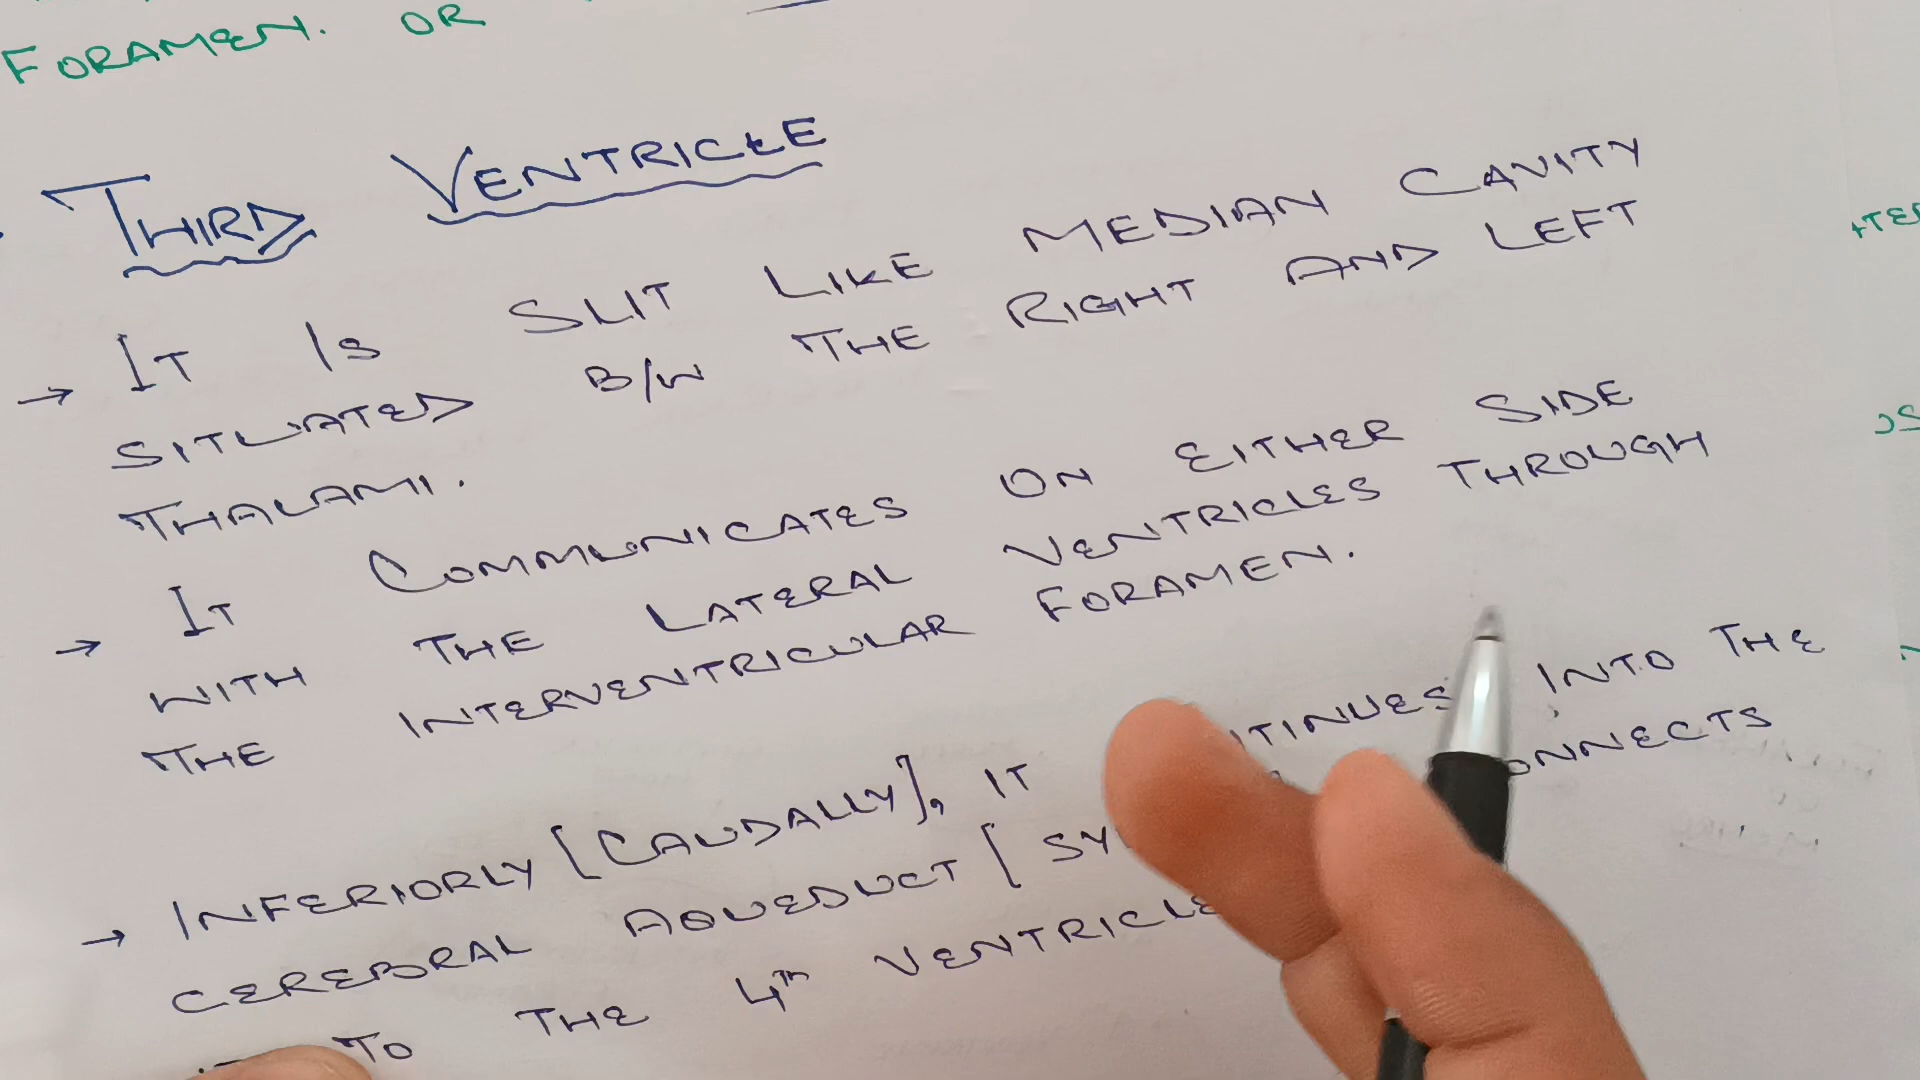 FORAMEN. OR
THIRD VENTRICLE
→ IT IS SLIT LIKE MEDIAN CAVITY
SITUATED B/W THE RIGHT AND LEFT
THALAMI.
→ IT COMMUNICATES ON EITHER SIDE
WITH THE LATERAL VENTRICLES THROUGH
THE INTERVENTRICULAR FORAMEN.
→ INFERIORLY [CAUDALLY], IT INTO THE
CEREBRAL AQUEDUCT [
TO THE 4TH VENTRICLE